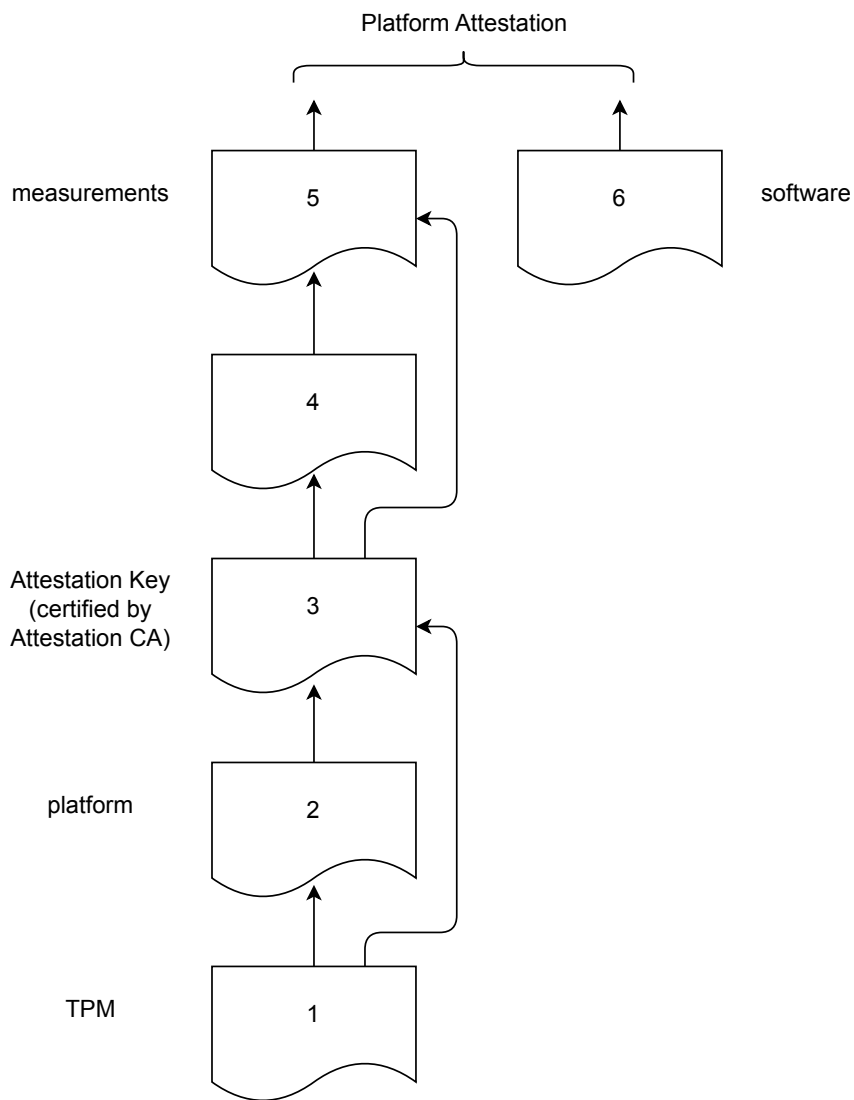 Platform Attestation
measurements
5
6
software
4
Attestation Key
(certified by
Attestation CA)
3
platform
2
TPM
1